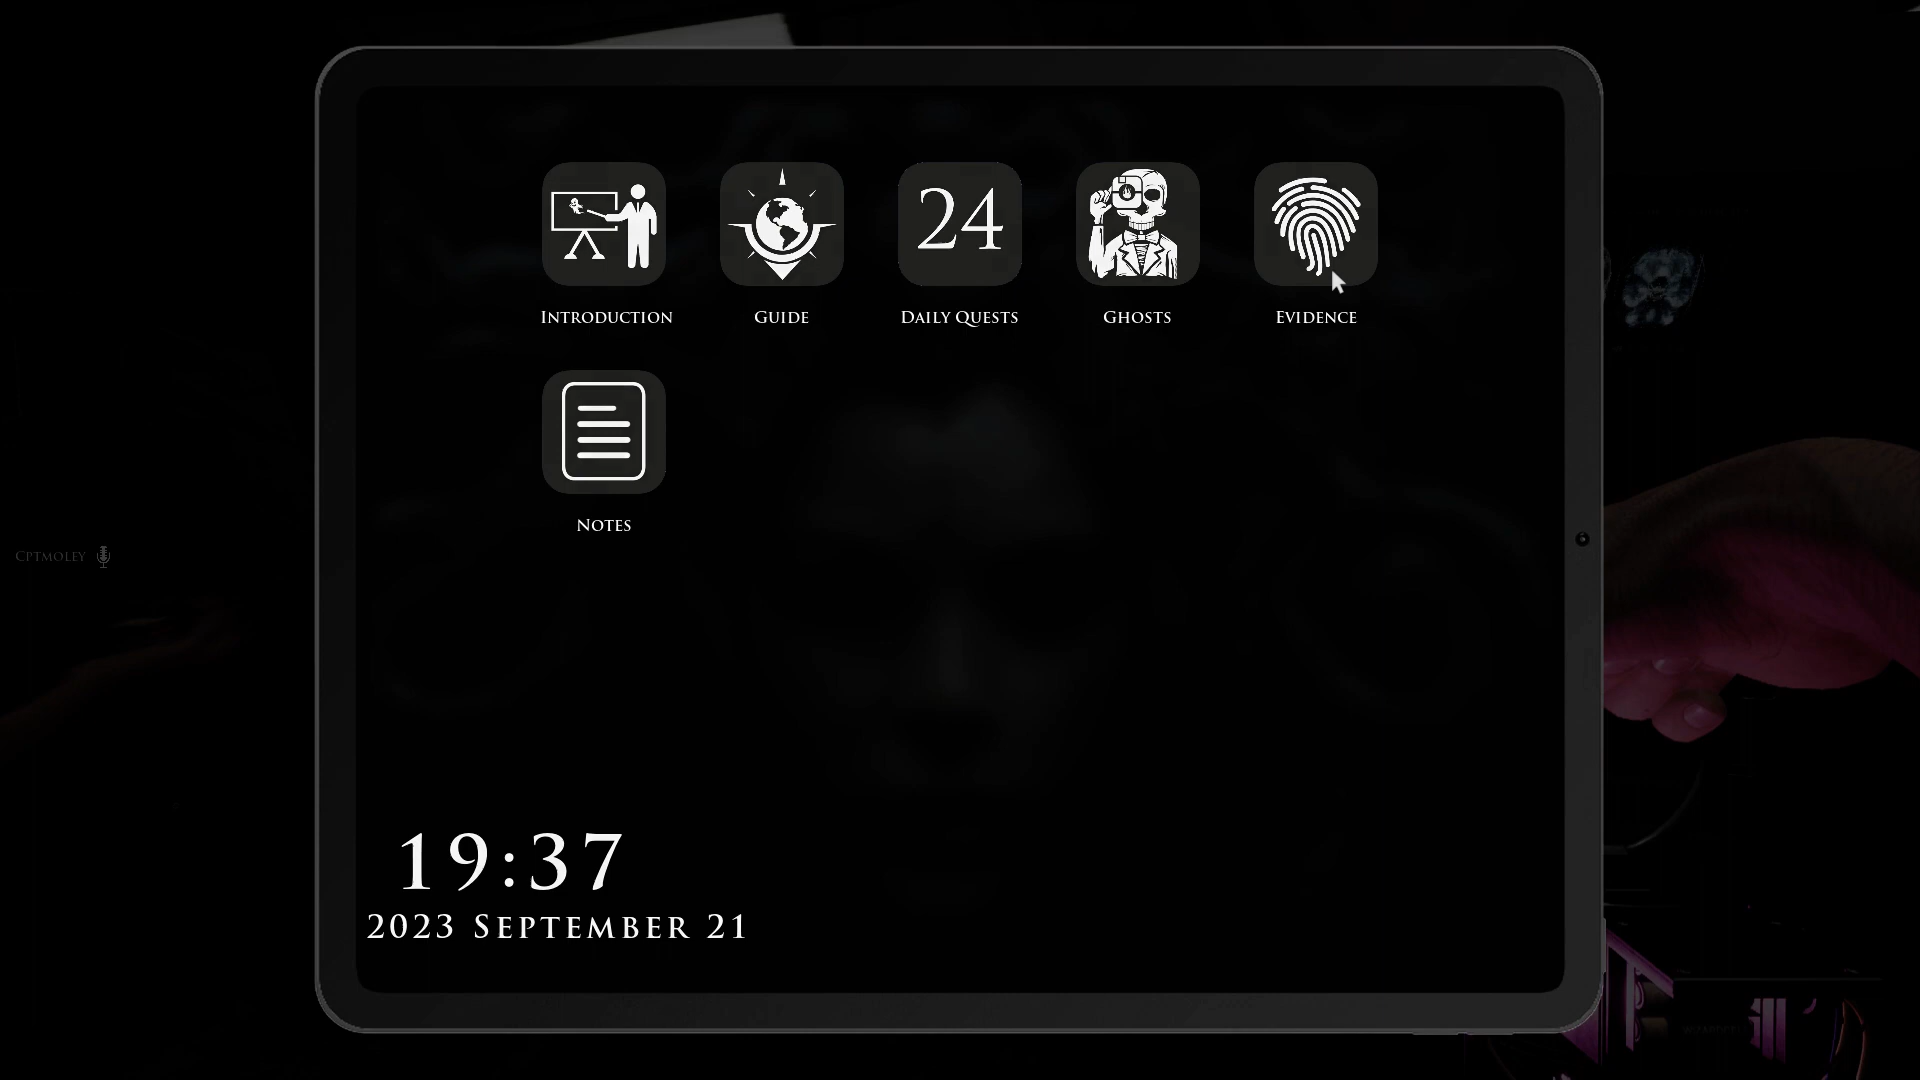 24
INTRODUCTION
GUIDE
DAILY QUESTS
GHOSTS
EVIDENCE
NOTES
CPTMOLEY
19:37
2023 SEPTEMBER 21